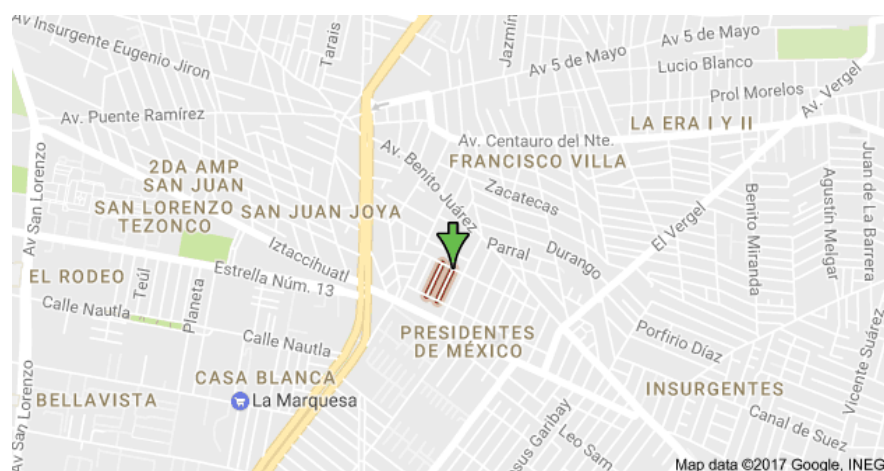 Av Insurgente Eugenio Jiron
Tarais
Jazmín
Av 5 de Mayo
Av 5 de Mayo
Lucio Blanco
Prol Morelos
Av. Vergel
Av. Puente Ramírez
LA ERA I Y II
Av. Centauro del Nte.
FRANCISCO VILLA
Av. Benito Juárez
Zacatecas
2DA AMP
SAN JUAN
SAN LORENZO
TEZONCO
SAN JUAN JOYA
Av San Lorenzo
Iztaccihuatl
Parral
Durango
El Vergel
Benito Miranda
Agustín Melgar
Juan de La Barrera
EL RODEO
Teúl
Planeta
Estrella Núm. 13
Calle Nautla
Calle Nautla
PRESIDENTES
DE MÉXICO
Porfirio Díaz
Vicente Suárez
CASA BLANCA
La Marquesa
BELLAVISTA
Av San Lorenzo
INSURGENTES
Canal de Suez
Garibay
Leo Sam
Map data ©2017 Google, INEG